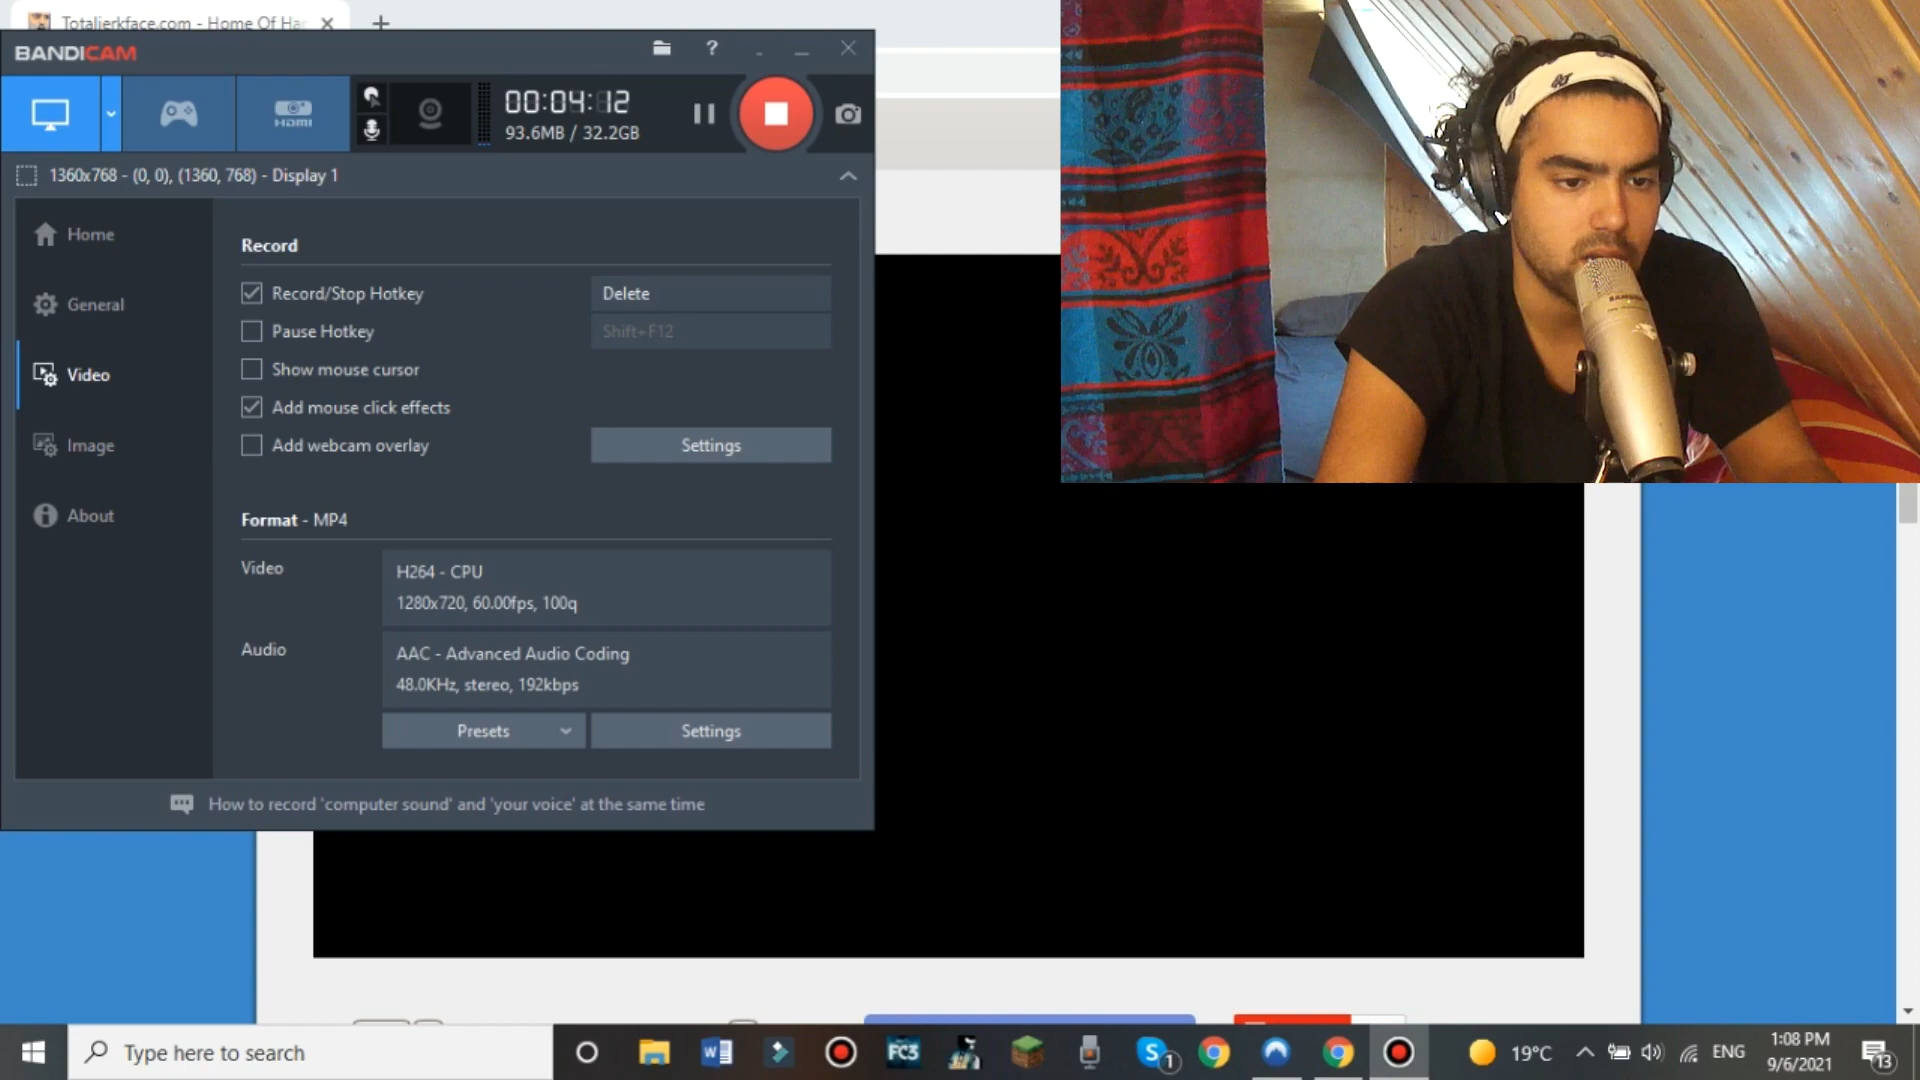 Totaljerkface.com - Home Of Ha
BANDICAM
?
HDMI
00:04:12
93.6MB / 32.2GB
1360x768 - (0, 0), (1360, 768) - Display 1
Home
General
Video
Image
About
Record
Record/Stop Hotkey
Delete
Pause Hotkey
Shift+F12
Show mouse cursor
Add mouse click effects
Add webcam overlay
Settings
Format - MP4
Video
H264 - CPU
1280x720, 60.00fps, 100q
Audio
AAC - Advanced Audio Coding
48.0KHz, stereo, 192kbps
Presets
Settings
How to record 'computer sound' and 'your voice' at the same time
Type here to search
FC3
S
1
19°C
ENG
1:08 PM
9/6/2021
13